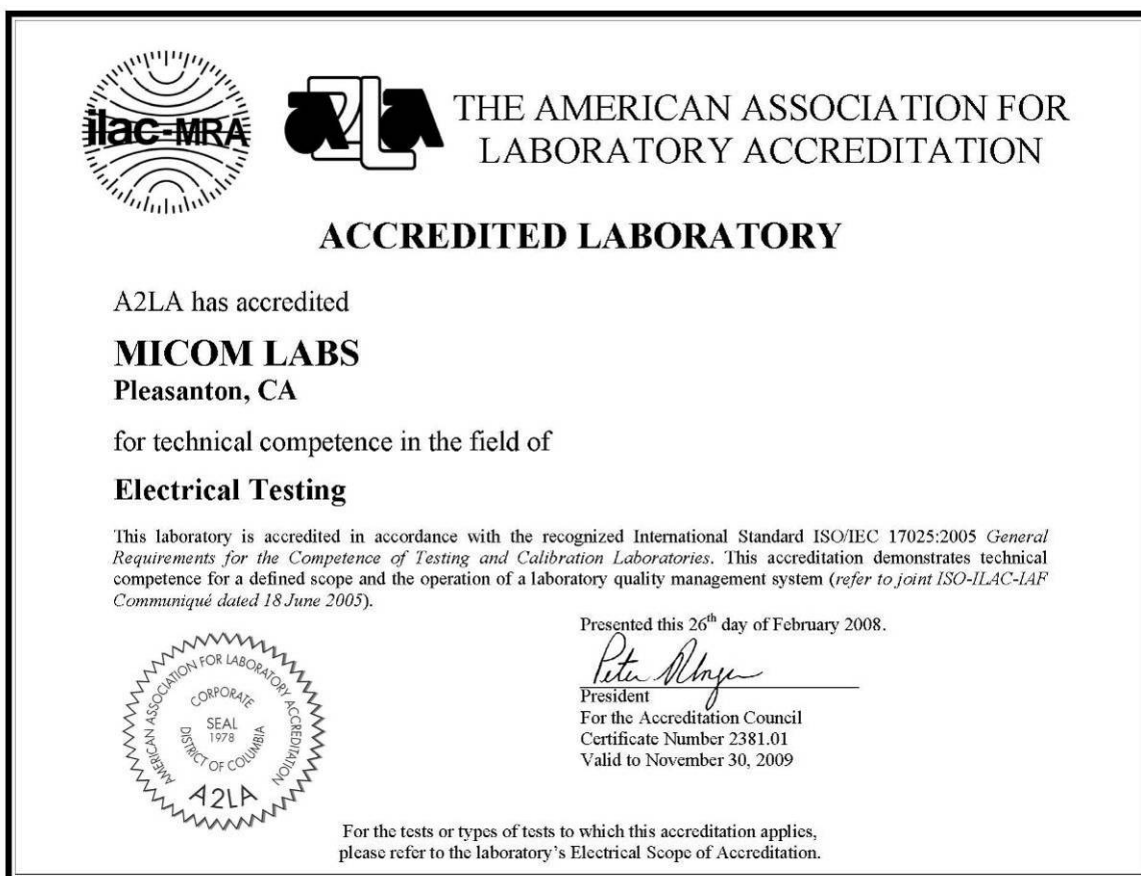 ilac-MRA
A2LA
THE AMERICAN ASSOCIATION FOR
LABORATORY ACCREDITATION
ACCREDITED LABORATORY
A2LA has accredited
MICOM LABS
Pleasanton, CA
for technical competence in the field of
Electrical Testing
This laboratory is accredited in accordance with the recognized International Standard ISO/IEC 17025:2005 General
Requirements for the Competence of Testing and Calibration Laboratories. This accreditation demonstrates technical
competence for a defined scope and the operation of a laboratory quality management system (refer to joint ISO-ILAC-IAF
Communiqué dated 18 June 2005).
Presented this 26th day of February 2008.
Peter
President
For the Accreditation Council
Certificate Number 2381.01
Valid to November 30, 2009
AMERICAN ASSOCIATION FOR LABORATORY ACCREDITATION
CORPORATE
SEAL
1978
DISTRICT OF COLUMBIA
A2LA
For the tests or types of tests to which this accreditation applies,
please refer to the laboratory's Electrical Scope of Accreditation.